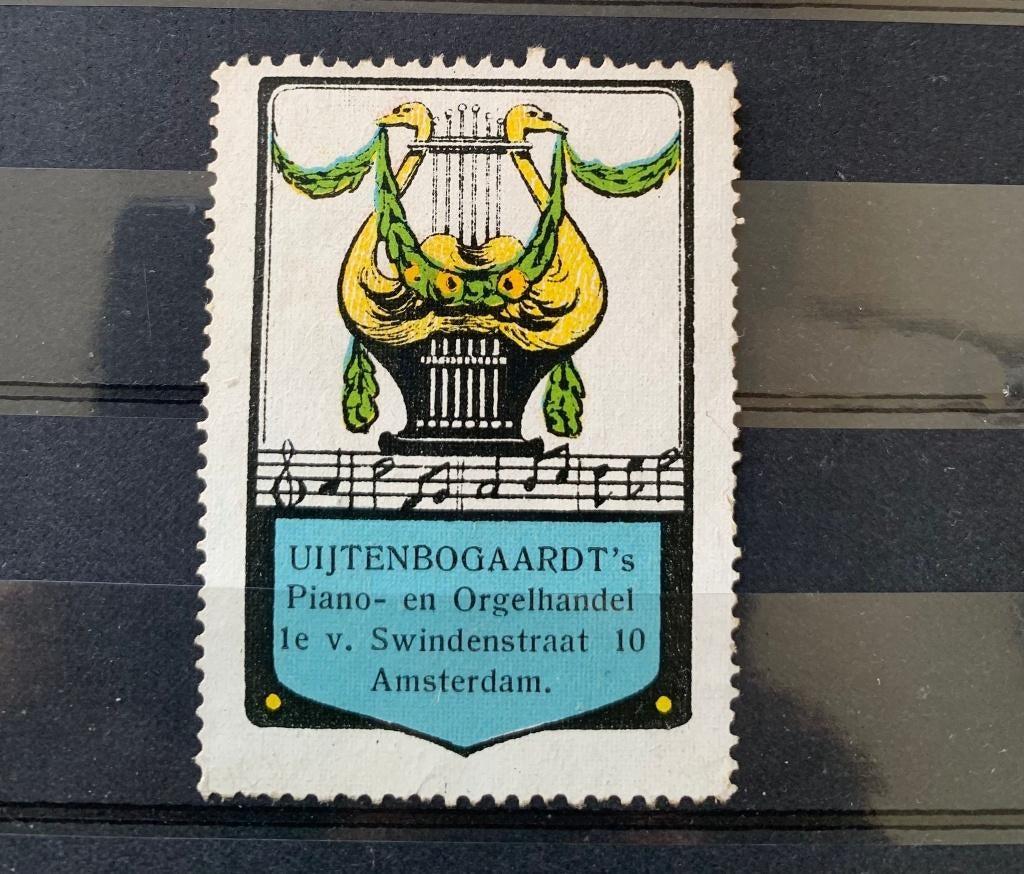 UIJTENBOGAARDT's
Piano- en Orgelhandel
1e v. Swindenstraat 10
Amsterdam.